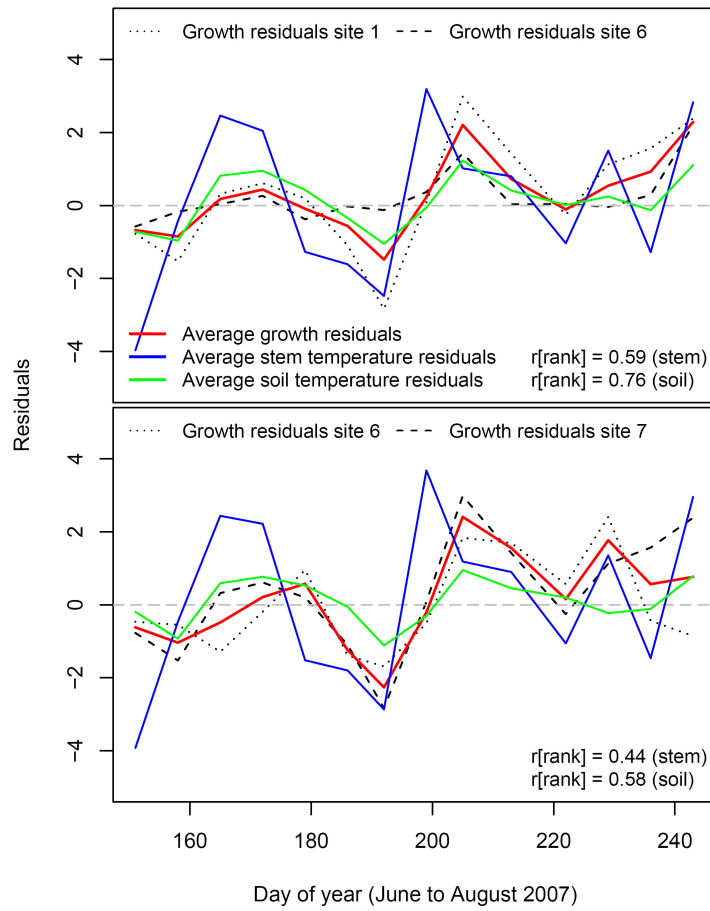 Growth residuals site 1 Growth residuals site 6
4
2
0
-2
-4
Average growth residuals
Average stem temperature residuals r[rank] = 0.59 (stem)
Average soil temperature residuals r[rank] = 0.76 (soil)
Residuals
Growth residuals site 6 Growth residuals site 7
4
2
0
-2
-4
r[rank] = 0.44 (stem)
r[rank] = 0.58 (soil)
160 180 200 220 240
Day of year (June to August 2007)